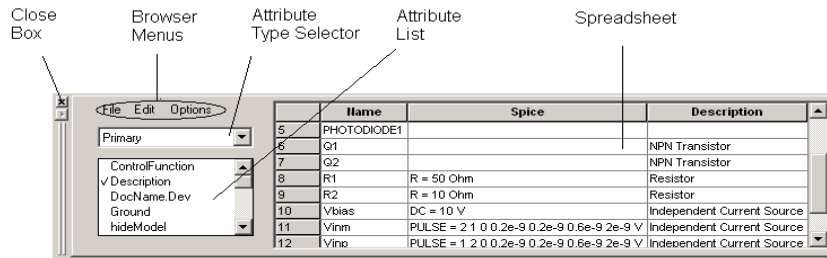 Close Box
Browser Menus
Attribute Type Selector
Attribute List
Spreadsheet
File Edit Options
Primary
ControlFunction
✓ Description
DocName.Dev
Ground
hideModel
Name Spice Description
5 PHOTODIODE1
6 Q1 NPN Transistor
7 Q2 NPN Transistor
8 R1 R = 50 Ohm Resistor
9 R2 R = 10 Ohm Resistor
10 Vbias DC = 10 V Independent Current Source
11 Vinm PULSE = 2 1 0 0.2e-9 0.2e-9 0.6e-9 2e-9 V Independent Current Source
12 Vinp PULSE = 1 2 0 0.2e-9 0.2e-9 0.6e-9 2e-9 V Independent Current Source